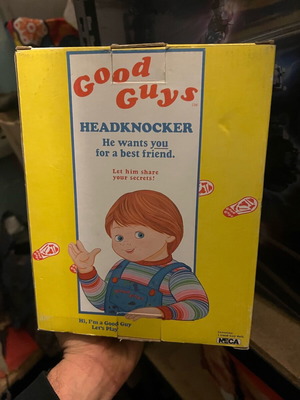 Good
Guys
HEADKNOCKER
He wants you
for a best friend.
Let him share
your secrets!
Hi, I'm a Good Guy
Let's Play
NECA